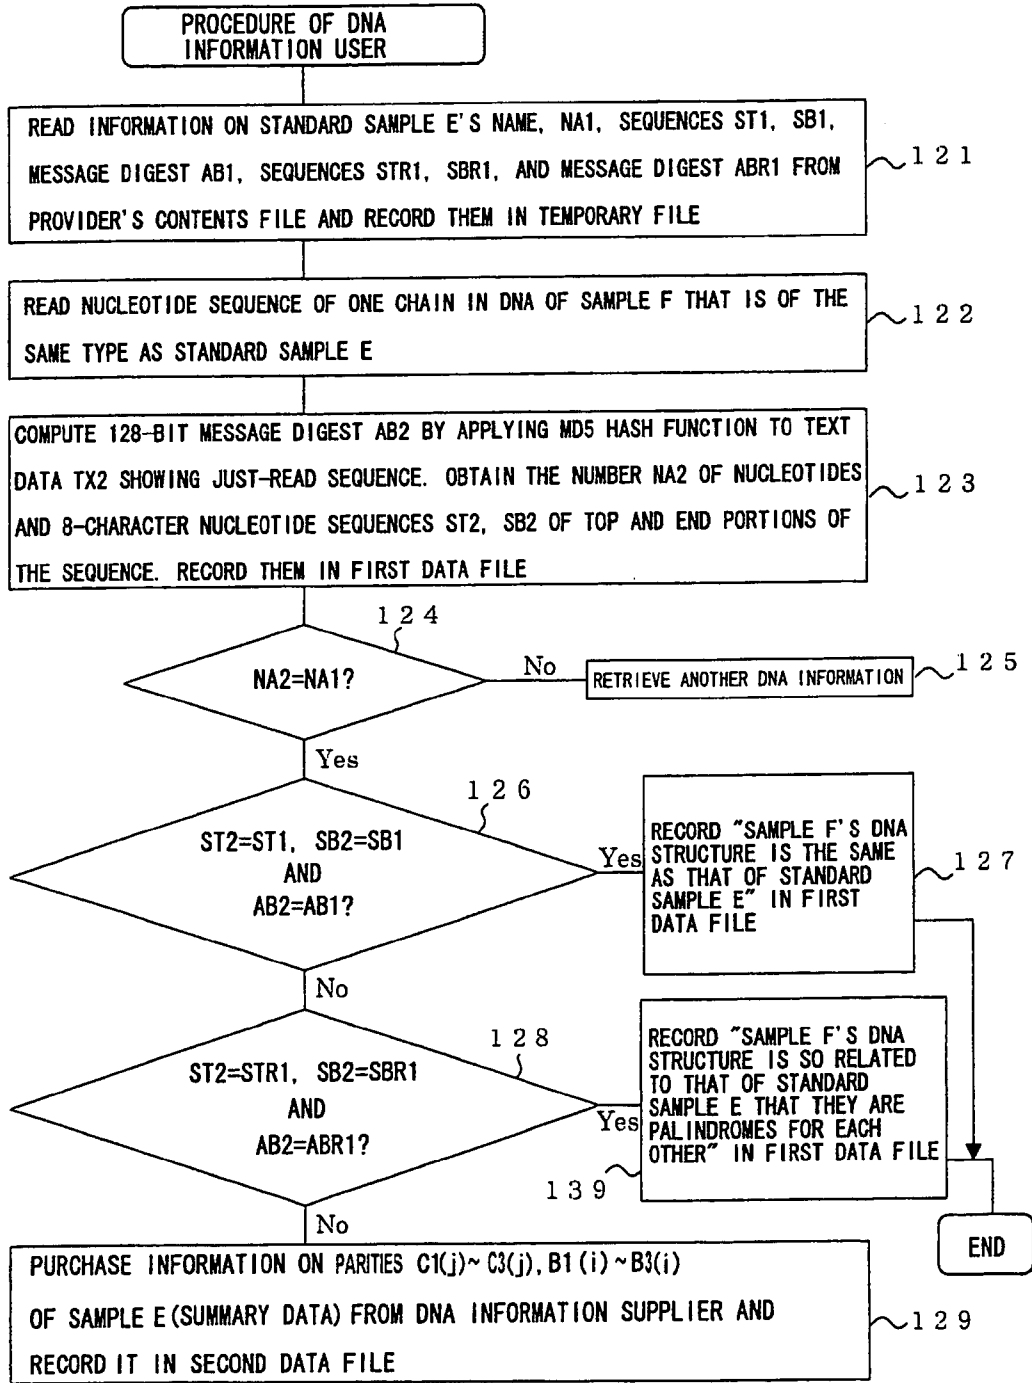 PROCEDURE OF DNA
INFORMATION USER
READ INFORMATION ON STANDARD SAMPLE E'S NAME, NA1, SEQUENCES ST1, SB1,
MESSAGE DIGEST AB1, SEQUENCES STR1, SBR1, AND MESSAGE DIGEST ABR1 FROM
PROVIDER'S CONTENTS FILE AND RECORD THEM IN TEMPORARY FILE
121
READ NUCLEOTIDE SEQUENCE OF ONE CHAIN IN DNA OF SAMPLE F THAT IS OF THE
SAME TYPE AS STANDARD SAMPLE E
122
COMPUTE 128-BIT MESSAGE DIGEST AB2 BY APPLYING MD5 HASH FUNCTION TO TEXT
DATA TX2 SHOWING JUST-READ SEQUENCE. OBTAIN THE NUMBER NA2 OF NUCLEOTIDES
AND 8-CHARACTER NUCLEOTIDE SEQUENCES ST2, SB2 OF TOP AND END PORTIONS OF
THE SEQUENCE. RECORD THEM IN FIRST DATA FILE
123
124
NA2=NA1?
No
RETRIEVE ANOTHER DNA INFORMATION
125
Yes
126
ST2=ST1, SB2=SB1
AND
AB2=AB1?
Yes
RECORD "SAMPLE F'S DNA
STRUCTURE IS THE SAME
AS THAT OF STANDARD
SAMPLE E" IN FIRST
DATA FILE
127
No
128
ST2=STR1, SB2=SBR1
AND
AB2=ABR1?
Yes
RECORD "SAMPLE F'S DNA
STRUCTURE IS SO RELATED
TO THAT OF STANDARD
SAMPLE E THAT THEY ARE
PALINDROMES FOR EACH
OTHER" IN FIRST DATA FILE
139
No
END
PURCHASE INFORMATION ON PARITIES C1(j)~ C3(j), B1(i) ~B3(i)
OF SAMPLE E(SUMMARY DATA) FROM DNA INFORMATION SUPPLIER AND
RECORD IT IN SECOND DATA FILE
129